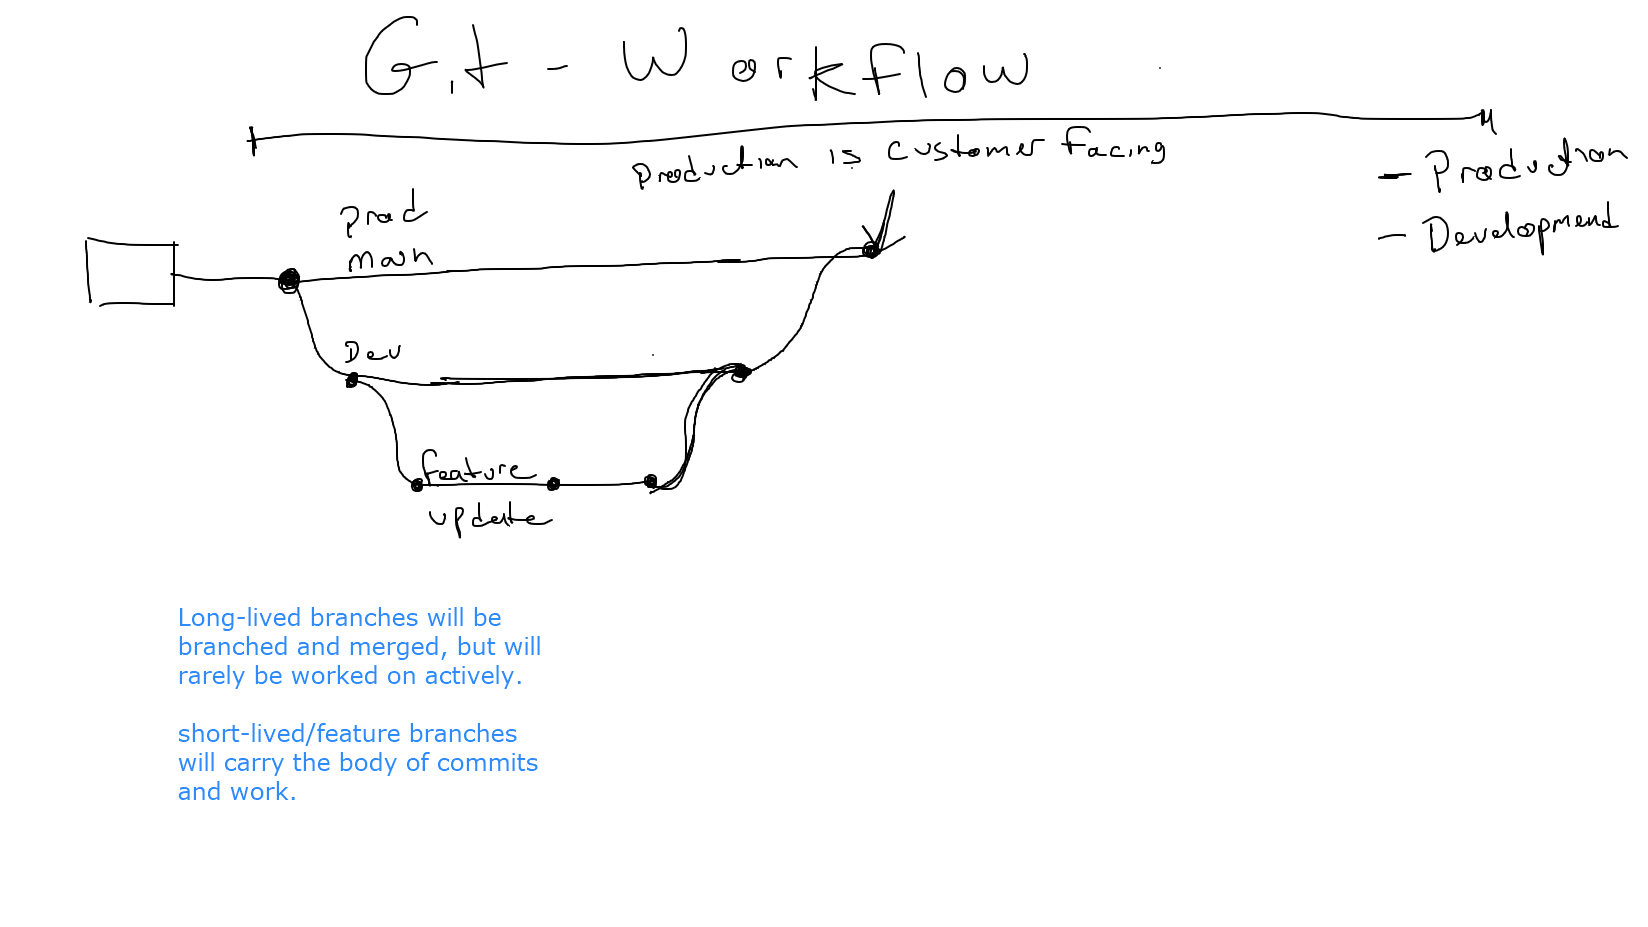 Git - Workflow
Production is customer facing
- Production
- Development
Prod
main
Dev
feature
update
Long-lived branches will be
branched and merged, but will
rarely be worked on actively.
short-lived/feature branches
will carry the body of commits
and work.